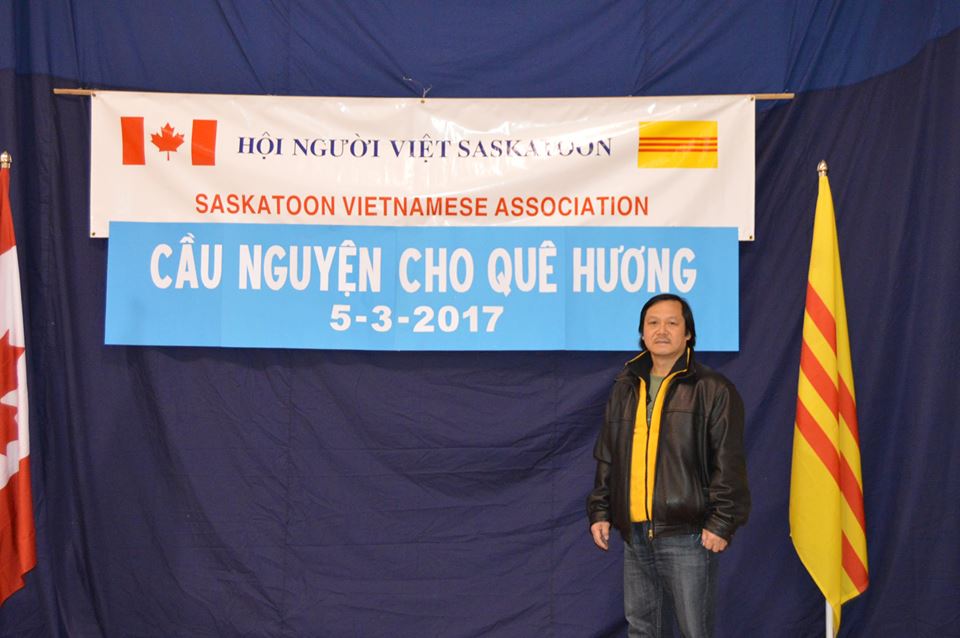 HỘI NGƯỜI VIỆT SASKATOON
SASKATOON VIETNAMESE ASSOCIATION
CẦU NGUYỆN CHO QUÊ HƯƠNG
5-3-2017